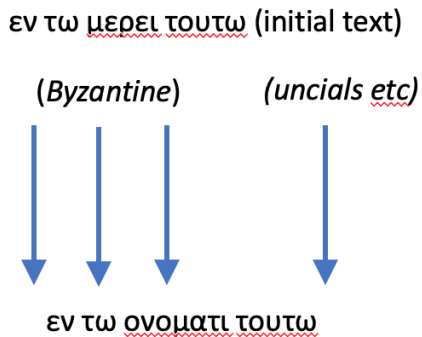 εν τω μερει τουτω (initial text)
(Byzantine) (uncials etc)
εν τω ονοματι τουτω